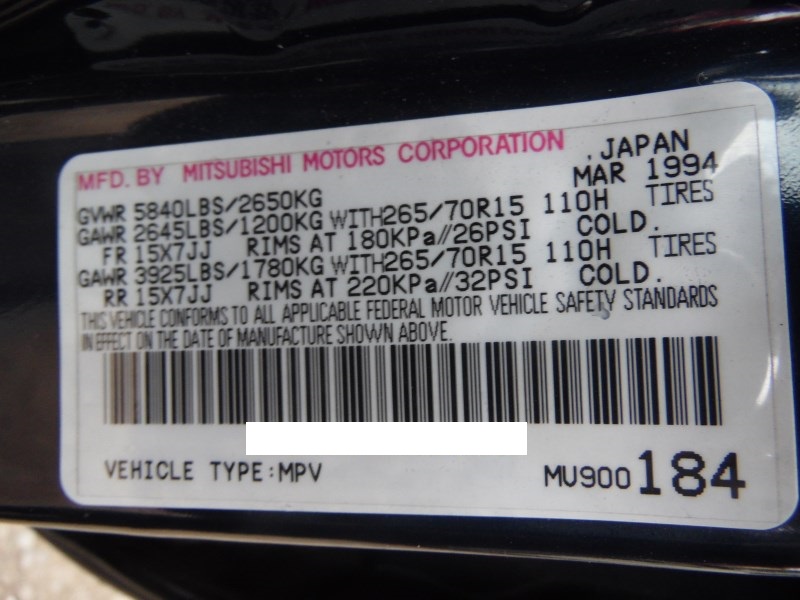 MFD. BY MITSUBISHI MOTORS CORPORATION ,JAPAN
MAR 1994
GVWR 5840LBS/2650KG
GAWR 2645LBS/1200KG WITH265/70R15 110H TIRES
FR 15X7JJ RIMS AT 180KPa//26PSI COLD.
GAWR 3925LBS/1780KG WITH265/70R15 110H TIRES
RR 15X7JJ RIMS AT 220KPa//32PSI COLD.
THIS VEHICLE CONFORMS TO ALL APPLICABLE FEDERAL MOTOR VEHICLE SAFETY STANDARDS
IN EFFECT ON THE DATE OF MANUFACTURE SHOWN ABOVE.
VEHICLE TYPE:MPV MU900184